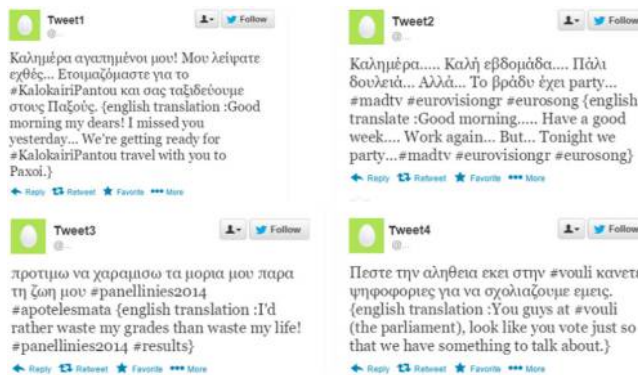 Tweet1
Follow
@...
Καλημέρα αγαπημένοι μου! Μου λείψατε
εχθές... Ετοιμαζόμαστε για το
#KalokairiPantou και σας ταξιδεύουμε
στους Παξούς. {english translation :Good
morning my dears! I missed you
yesterday... We're getting ready for
#KalokairiPantou travel with you to
Paxoi.}
Reply Retweet Favorite More
Tweet2
Follow
@...
Καλημέρα..... Καλή εβδομάδα.... Πάλι
δουλειά... Αλλά... Το βράδυ έχει party...
#madtv #eurovisiongr #eurosong {english
translate :Good morning..... Have a good
week.... Work again... But... Tonight we
party...#madtv #eurovisiongr #eurosong}
Reply Retweet Favorite More
Tweet3
Follow
@...
προτιμω να χαραμισω τα μορια μου παρα
τη ζωη μου #panellinies2014
#apotelesmata {english translation :I'd
rather waste my grades than waste my life!
#panellinies2014 #results}
Reply Retweet Favorite More
Tweet4
Follow
@...
Πεστε την αληθεια εκει στην #vouli κανετε
ψηφοφοριες για να σχολιαζουμε εμεις.
{english translation :You guys at #vouli
(the parliament), look like you vote just so
that we have something to talk about.}
Reply Retweet Favorite More